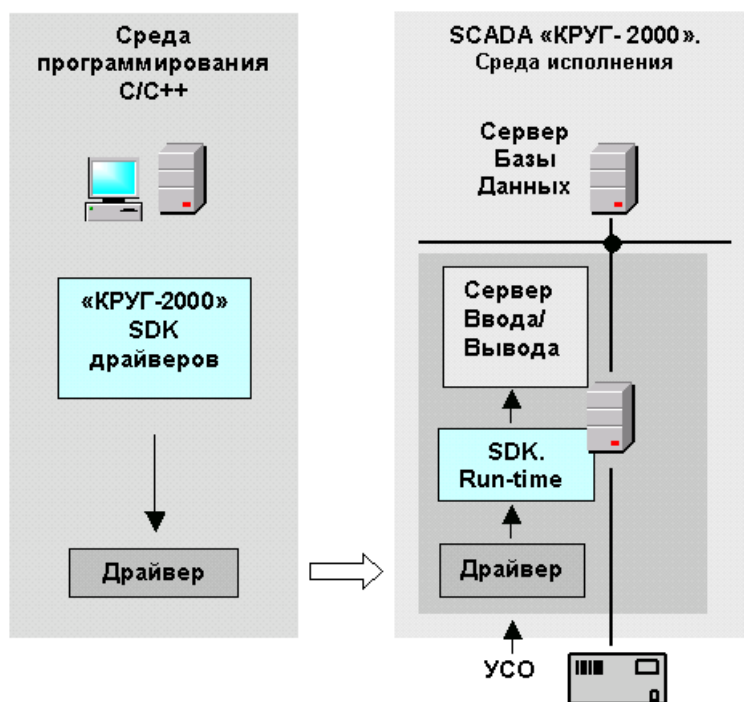 Среда
программирования
C/C++
«КРУГ-2000»
SDK
драйверов
Драйвер
SCADA «КРУГ- 2000».
Среда исполнения
Сервер
Базы
Данных
Сервер
Ввода/
Вывода
SDK.
Run-time
Драйвер
УСО